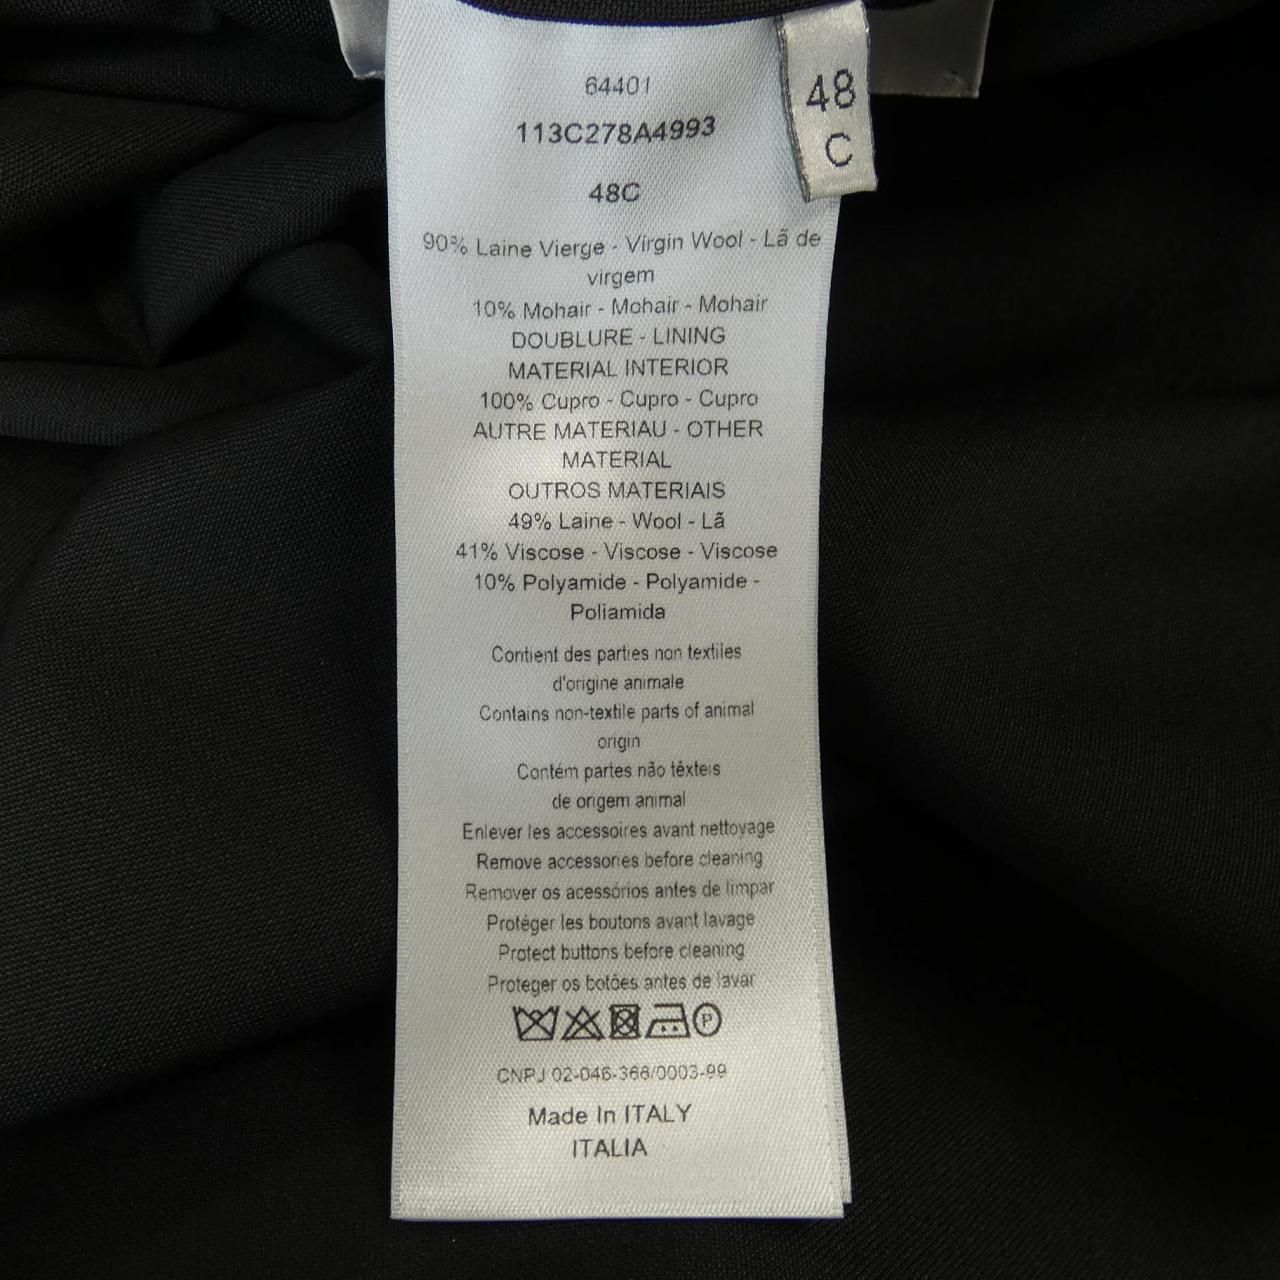 64401
113C278A4993
48C
48
C
90% Laine Vierge - Virgin Wool - Lã de
virgem
10% Mohair - Mohair - Mohair
DOUBLURE - LINING
MATERIAL INTERIOR
100% Cupro - Cupro - Cupro
AUTRE MATERIAU - OTHER
MATERIAL
OUTROS MATERIAIS
49% Laine - Wool - Lã
41% Viscose - Viscose - Viscose
10% Polyamide - Polyamide -
Poliamida
Contient des parties non textiles
d'origine animale
Contains non-textile parts of animal
origin
Contém partes não têxteis
de origem animal
Enlever les accessoires avant nettoyage
Remove accessories before cleaning
Remover os acessórios antes de limpar
Protéger les boutons avant lavage
Protect buttons before cleaning
Proteger os botões antes de lavar
P
CNPJ 02-046-366/0003-99
Made In ITALY
ITALIA